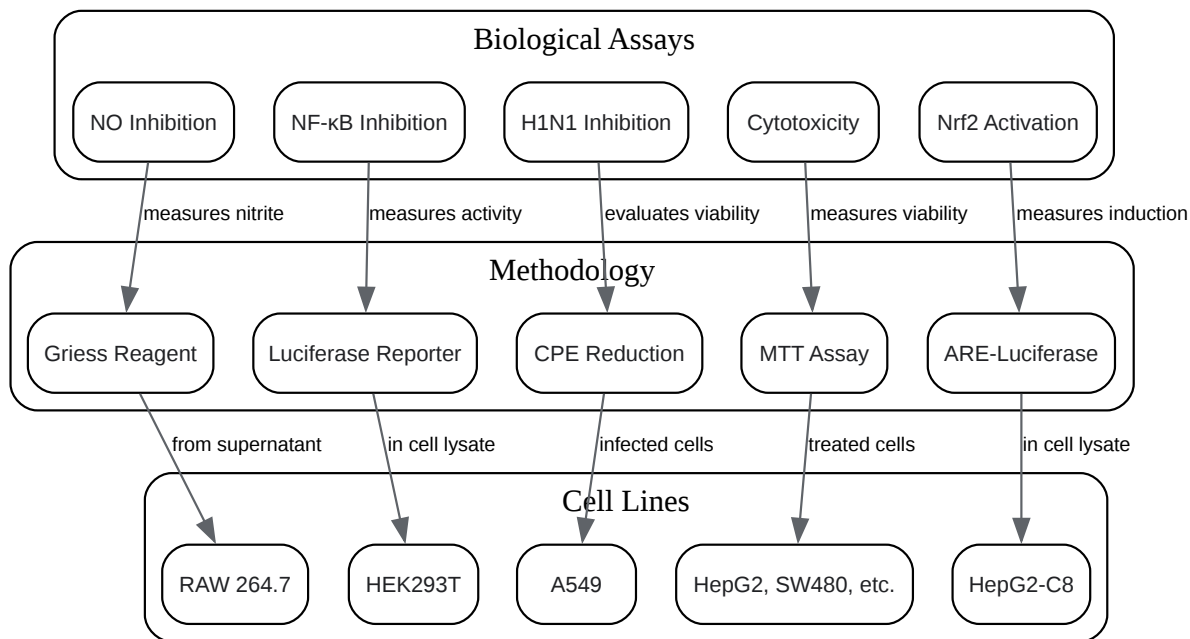 Biological Assays
NO Inhibition
NF-κB Inhibition
H1N1 Inhibition
Cytotoxicity
Nrf2 Activation
measures nitrite
measures activity
evaluates viability
measures viability
measures induction
Methodology
Griess Reagent
Luciferase Reporter
CPE Reduction
MTT Assay
ARE-Luciferase
from supernatant
in cell lysate
infected cells
treated cells
in cell lysate
Cell Lines
RAW 264.7
HEK293T
A549
HepG2, SW480, etc.
HepG2-C8